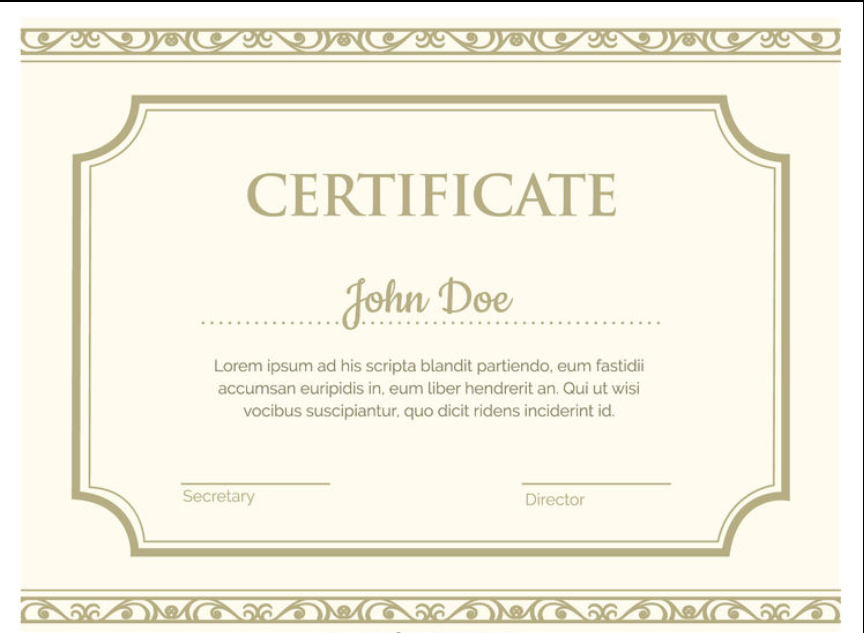 CERTIFICATE
John Doe
Lorem ipsum ad his scripta blandit partiendo, eum fastidii
accumsan euripidis in, eum liber hendrerit an. Qui ut wisi
vocibus suscipiantur, quo dicit ridens inciderint id.
Secretary
Director